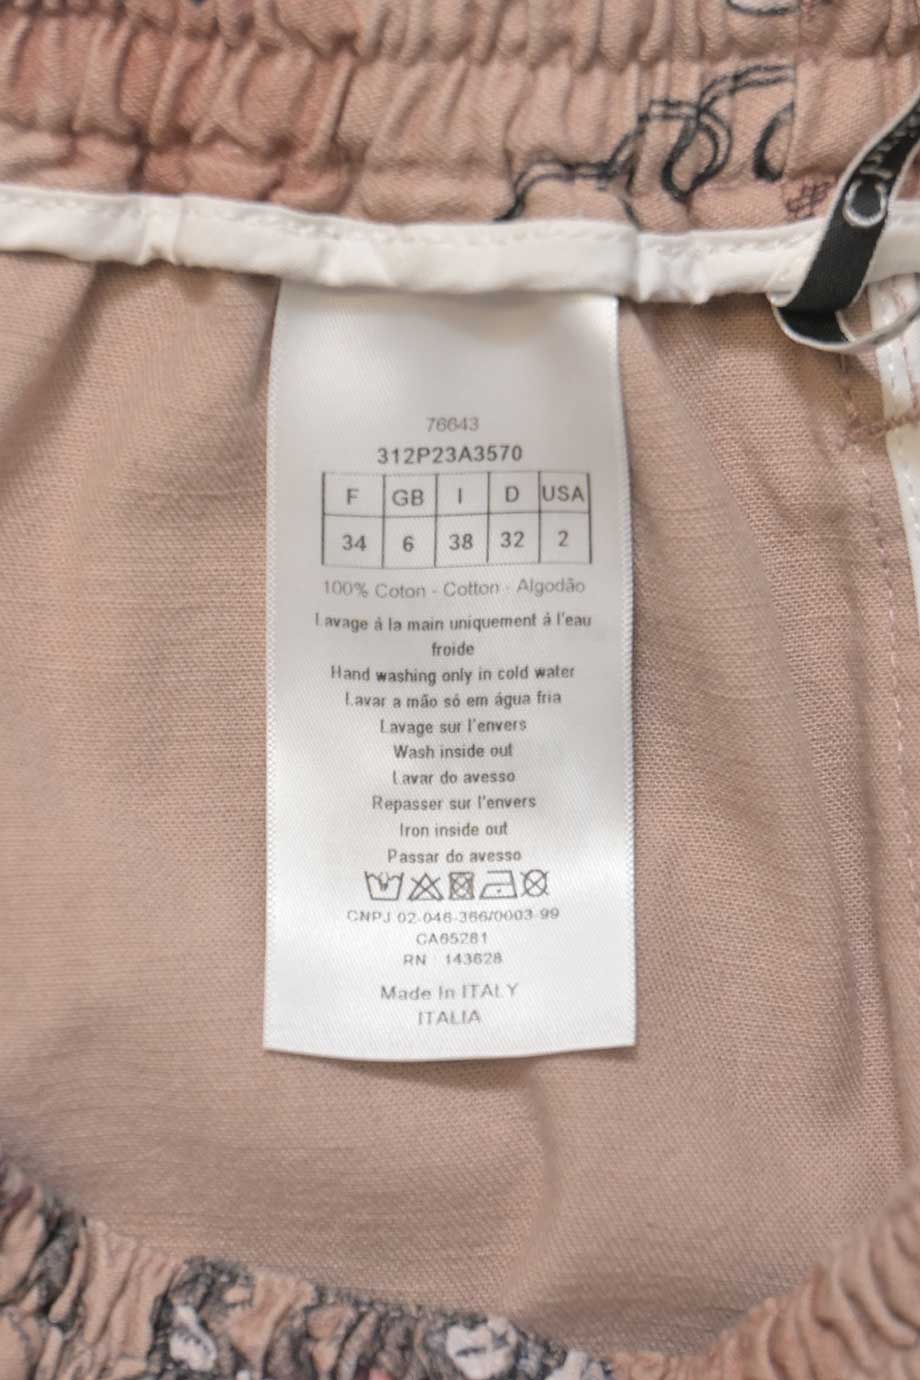 76643
312P23A3570
F GB I D USA
34 6 38 32 2
100% Coton - Cotton - Algodão
Lavage à la main uniquement à l'eau
froide
Hand washing only in cold water
Lavar a mão só em água fria
Lavage sur l'envers
Wash inside out
Lavar do avesso
Repasser sur l'envers
Iron inside out
Passar do avesso
CNPJ 02-046-366/0003-99
CA65281
RN 143628
Made In ITALY
ITALIA